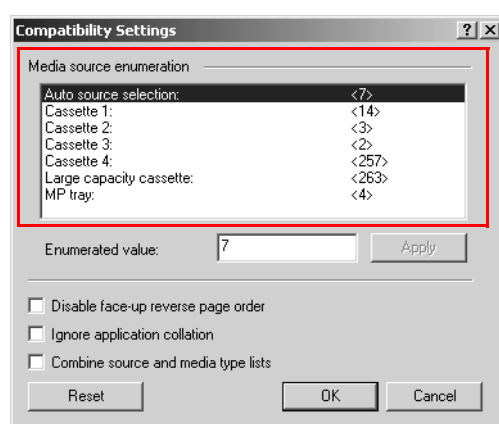 Compatibility Settings
Media source enumeration
Auto source selection: <7>
Cassette 1: <14>
Cassette 2: <3>
Cassette 3: <2>
Cassette 4: <257>
Large capacity cassette: <263>
MP tray: <4>
Enumerated value: 7 Apply
Disable face-up reverse page order
Ignore application collation
Combine source and media type lists
Reset OK Cancel